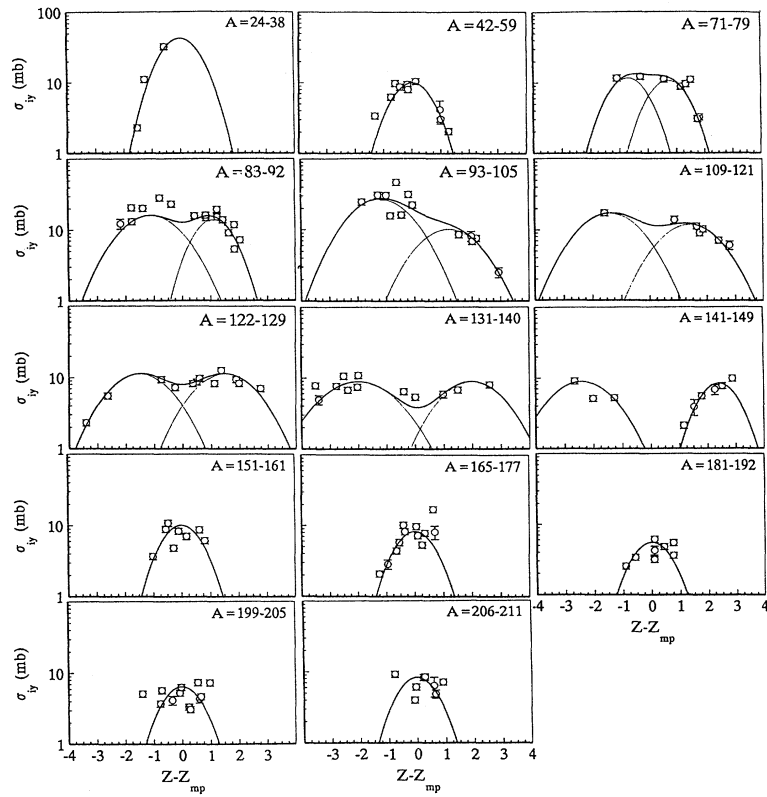 100
A = 24-38
A = 42-59
A = 71-79
10
σiy (mb)
1
A = 83-92
A = 93-105
A = 109-121
10
σiy (mb)
1
A = 122-129
A = 131-140
A = 141-149
10
σiy (mb)
1
A = 151-161
A = 165-177
A = 181-192
10
σiy (mb)
1
-4 -3 -2 -1 0 1 2 3 4
Z-Zmp
A = 199-205
A = 206-211
10
σiy (mb)
1
-4 -3 -2 -1 0 1 2 3
-4 -3 -2 -1 0 1 2 3 4
Z-Zmp
Z-Zmp